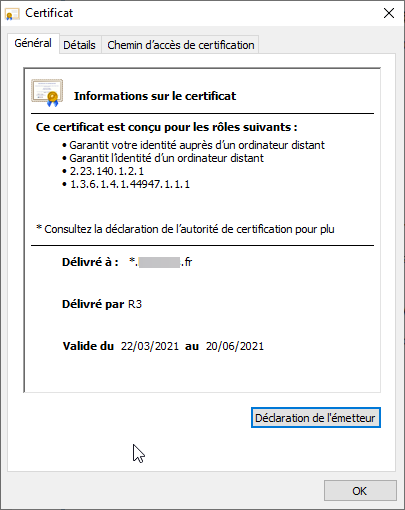 Certificat
Général Détails Chemin d'accès de certification
Informations sur le certificat
Ce certificat est conçu pour les rôles suivants :
• Garantit votre identité auprès d'un ordinateur distant
• Garantit l'identité d'un ordinateur distant
• 2.23.140.1.2.1
• 1.3.6.1.4.1.44947.1.1.1
* Consultez la déclaration de l'autorité de certification pour plu
Délivré à : *. .fr
Délivré par R3
Valide du 22/03/2021 au 20/06/2021
Déclaration de l'émetteur
OK